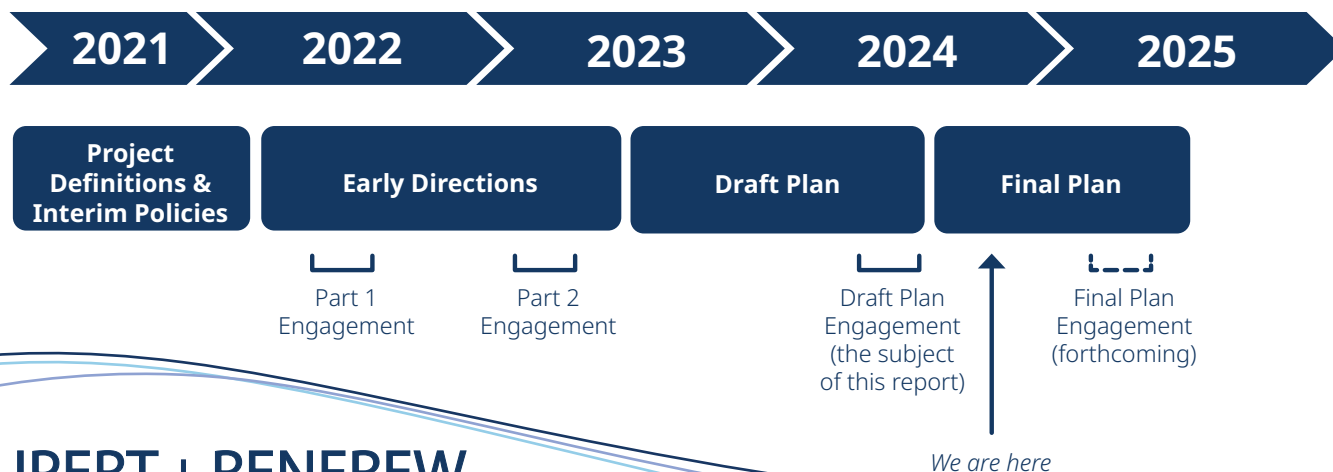 2021 2022 2023 2024 2025
Project
Definitions &
Interim Policies
Early Directions
Draft Plan
Final Plan
Part 1
Engagement
Part 2
Engagement
Draft Plan
Engagement
(the subject
of this report)
Final Plan
Engagement
(forthcoming)
We are here